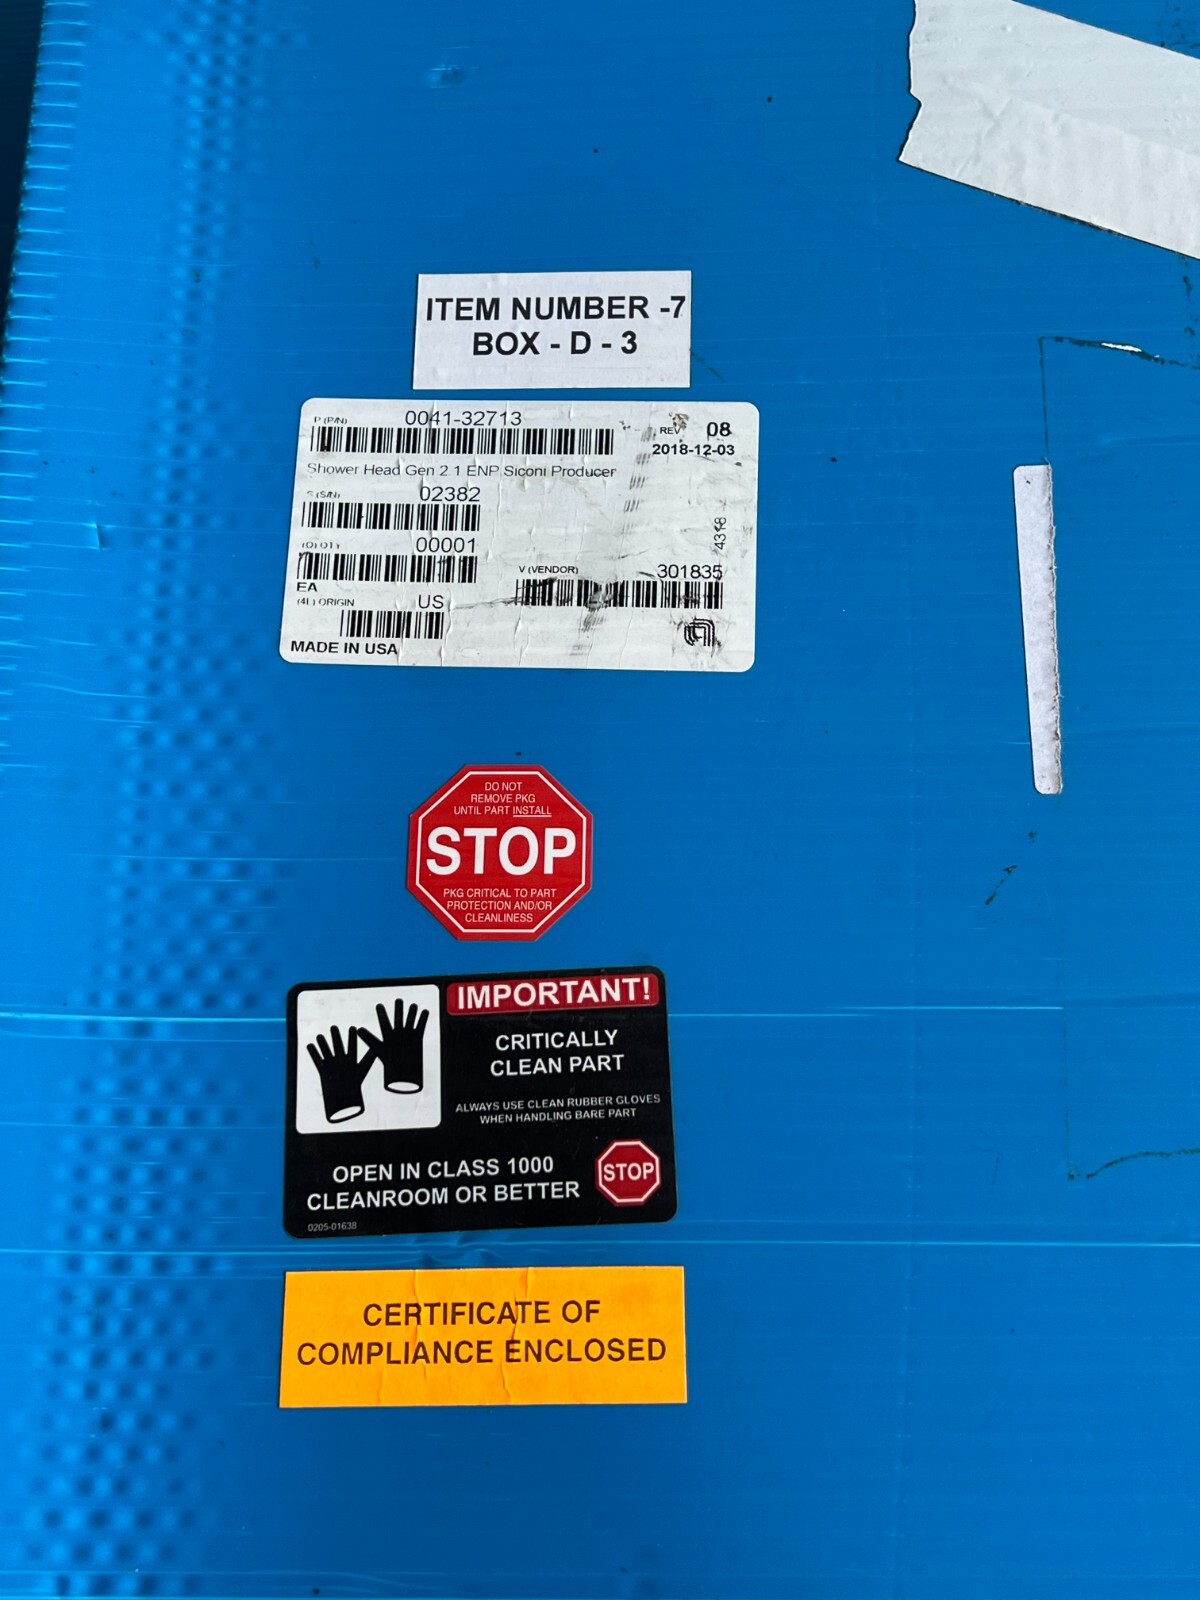 ITEM NUMBER -7
BOX - D - 3
P (P/N) 0041-32713
REV 08
2018-12-03
Shower Head Gen 2 1 ENP Siconi Producer
S (S/N) 02382
(Q) QTY 00001
EA
4318
V (VENDOR) 301835
(4L) ORIGIN US
MADE IN USA
DO NOT
REMOVE PKG
UNTIL PART INSTALL
STOP
PKG CRITICAL TO PART
PROTECTION AND/OR
CLEANLINESS
IMPORTANT!
CRITICALLY
CLEAN PART
ALWAYS USE CLEAN RUBBER GLOVES
WHEN HANDLING BARE PART
OPEN IN CLASS 1000
CLEANROOM OR BETTER
STOP
0205-01638
CERTIFICATE OF
COMPLIANCE ENCLOSED